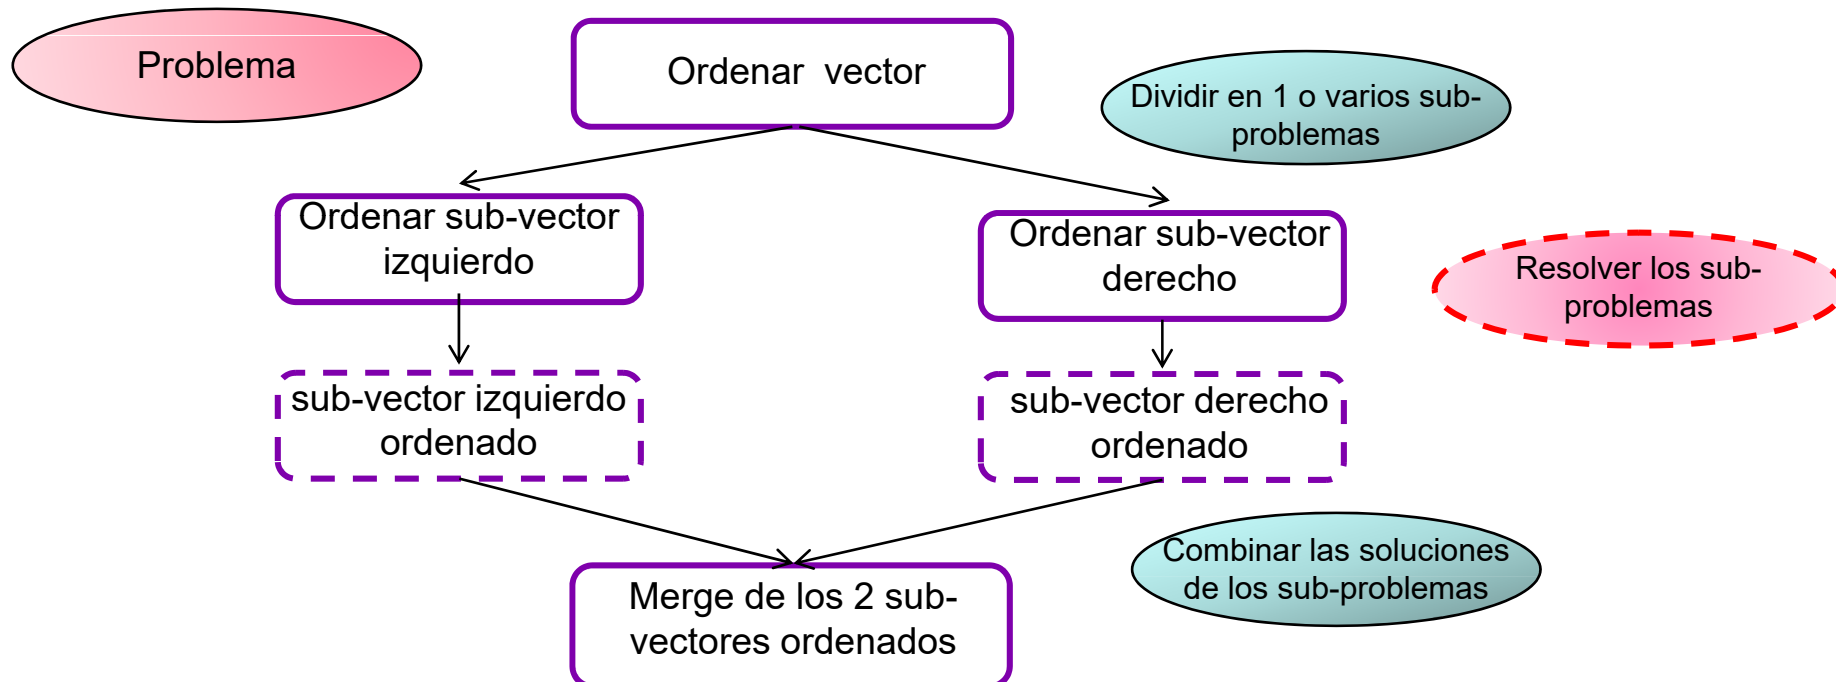 Problema
Ordenar vector
Dividir en 1 o varios sub-
problemas
Ordenar sub-vector
izquierdo
Ordenar sub-vector
derecho
Resolver los sub-
problemas
sub-vector izquierdo
ordenado
sub-vector derecho
ordenado
Combinar las soluciones
de los sub-problemas
Merge de los 2 sub-
vectores ordenados